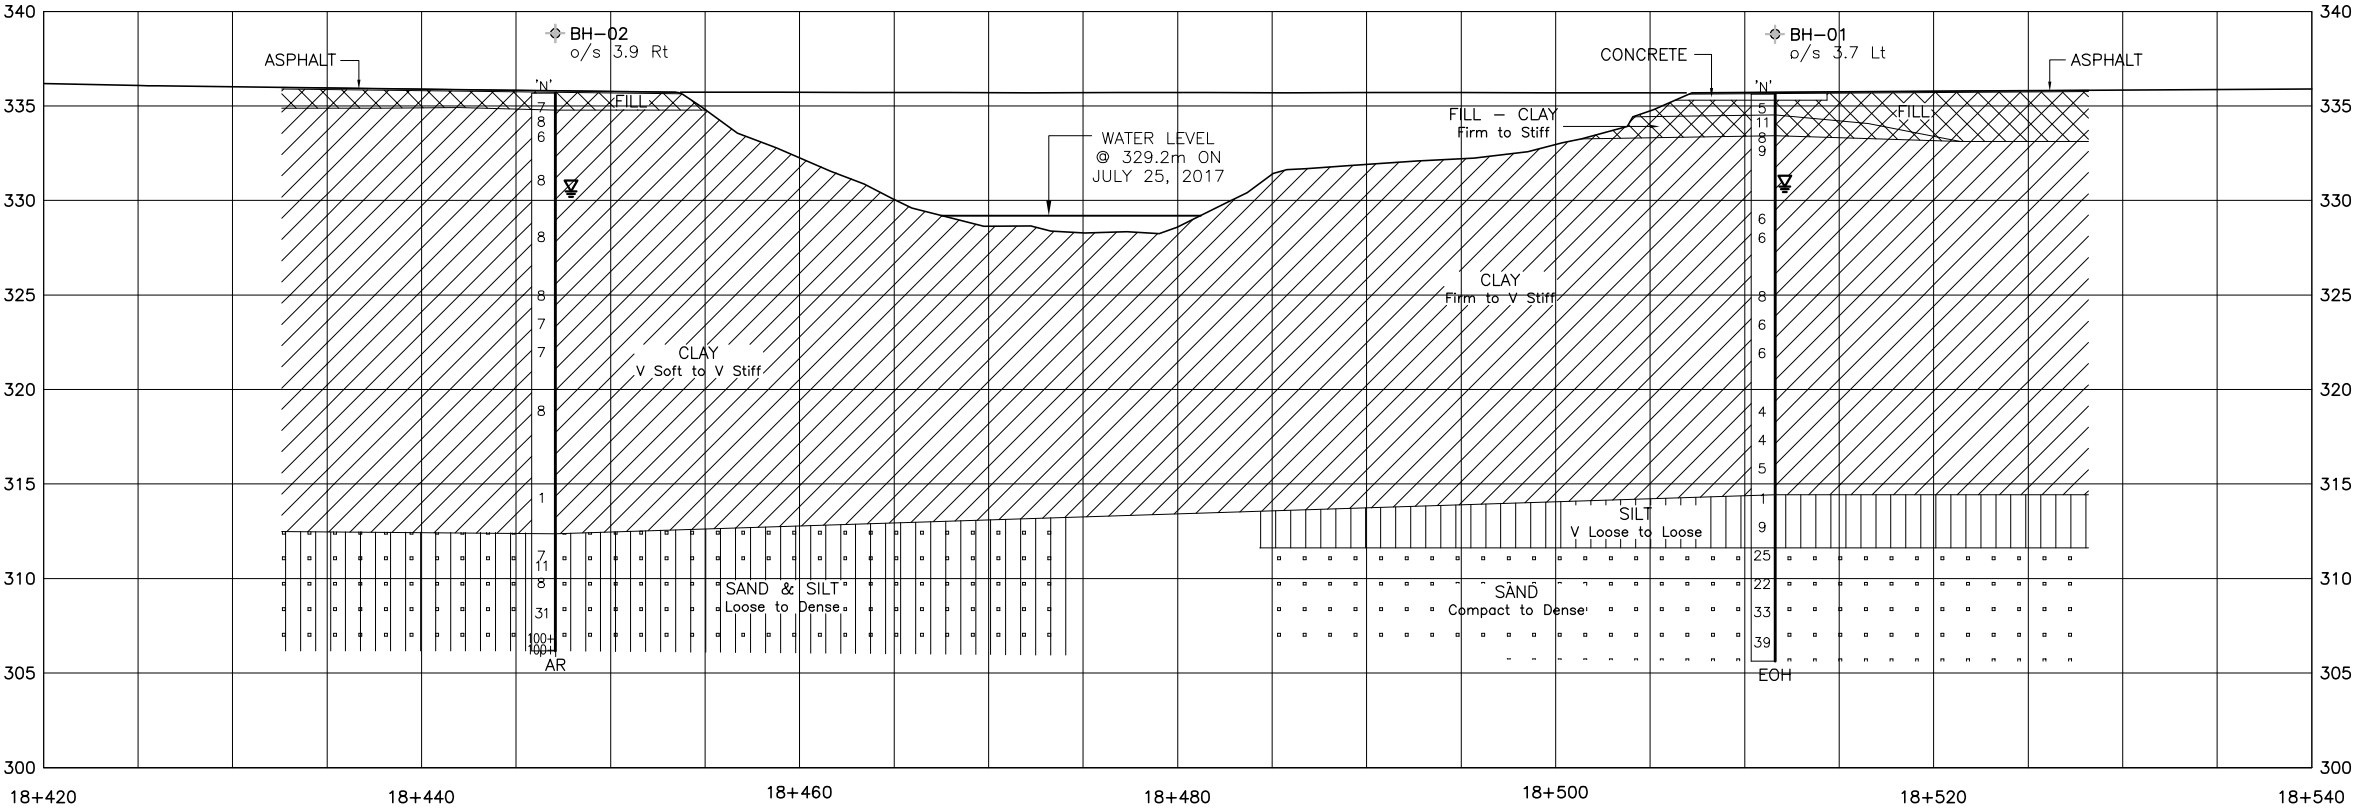 340
340
BH-02
o/s 3.9 Rt
BH-01
o/s 3.7 Lt
ASPHALT
CONCRETE
ASPHALT
'N'
'N'
335
335
FILL
FILL
FILL - CLAY
Firm to Stiff
7
8
6
8
8
8
7
7
8
1
7
11
8
31
100+
100+
AR
5
11
8
9
6
6
8
6
6
4
4
5
1
9
25
22
33
39
EOH
WATER LEVEL
@ 329.2m ON
JULY 25, 2017
330
330
CLAY
Firm to V Stiff
325
325
CLAY
V Soft to V Stiff
320
320
315
315
SILT
V Loose to Loose
310
310
SAND & SILT
Loose to Dense
SAND
Compact to Dense
305
305
300
300
18+420
18+440
18+460
18+480
18+500
18+520
18+540